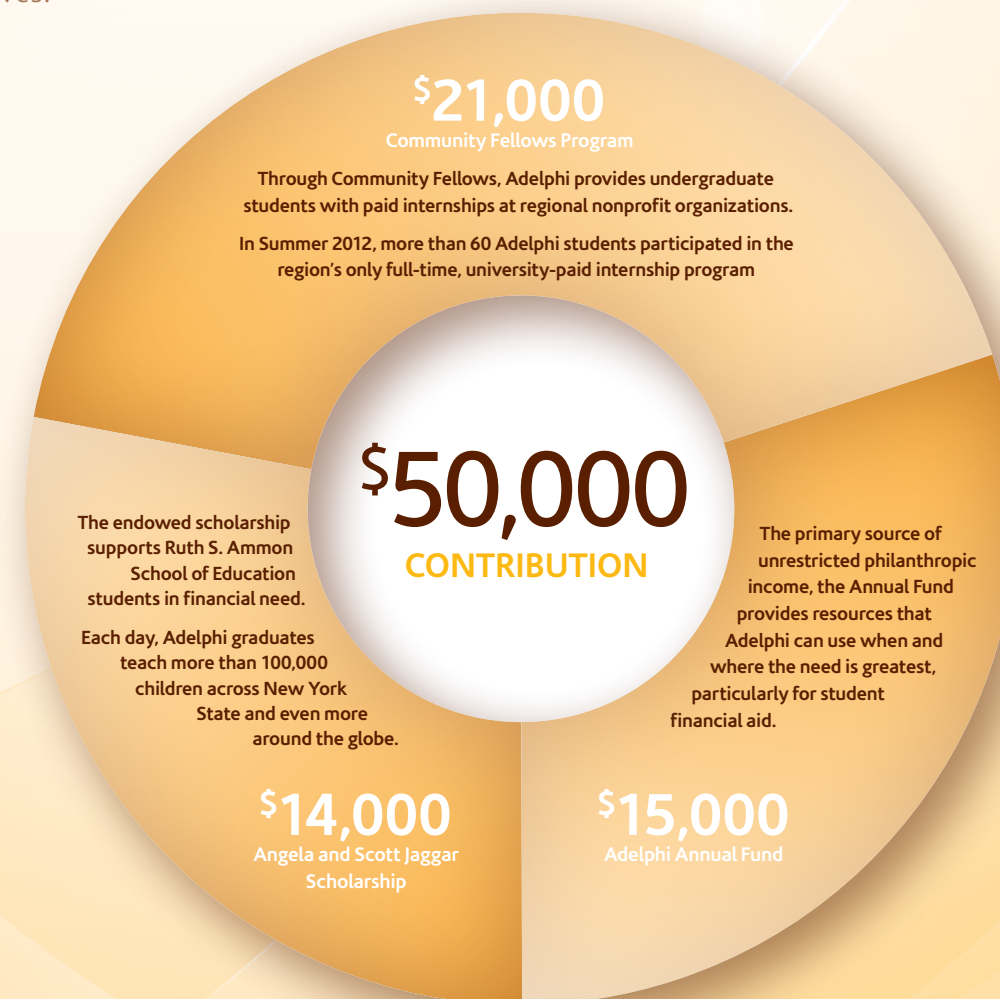 $21,000
Community Fellows Program
Through Community Fellows, Adelphi provides undergraduate
students with paid internships at regional nonprofit organizations.
In Summer 2012, more than 60 Adelphi students participated in the
region’s only full-time, university-paid internship program
$50,000
CONTRIBUTION
The endowed scholarship
supports Ruth S. Ammon
School of Education
students in financial need.
Each day, Adelphi graduates
teach more than 100,000
children across New York
State and even more
around the globe.
$14,000
Angela and Scott Jaggar
Scholarship
The primary source of
unrestricted philanthropic
income, the Annual Fund
provides resources that
Adelphi can use when and
where the need is greatest,
particularly for student
financial aid.
$15,000
Adelphi Annual Fund